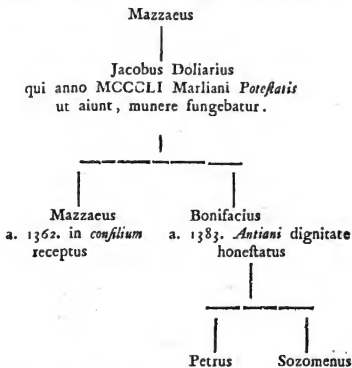 Mazzaeus
Jacobus Doliarius
qui anno MCCCLI Marliani Poteſtatis
ut aiunt, munere fungebatur.
Mazzaeus
a. 1362. in conſilium
receptus
Bonifacius
a. 1383. Antiani dignitate
honeſtatus
Petrus
Sozomenus